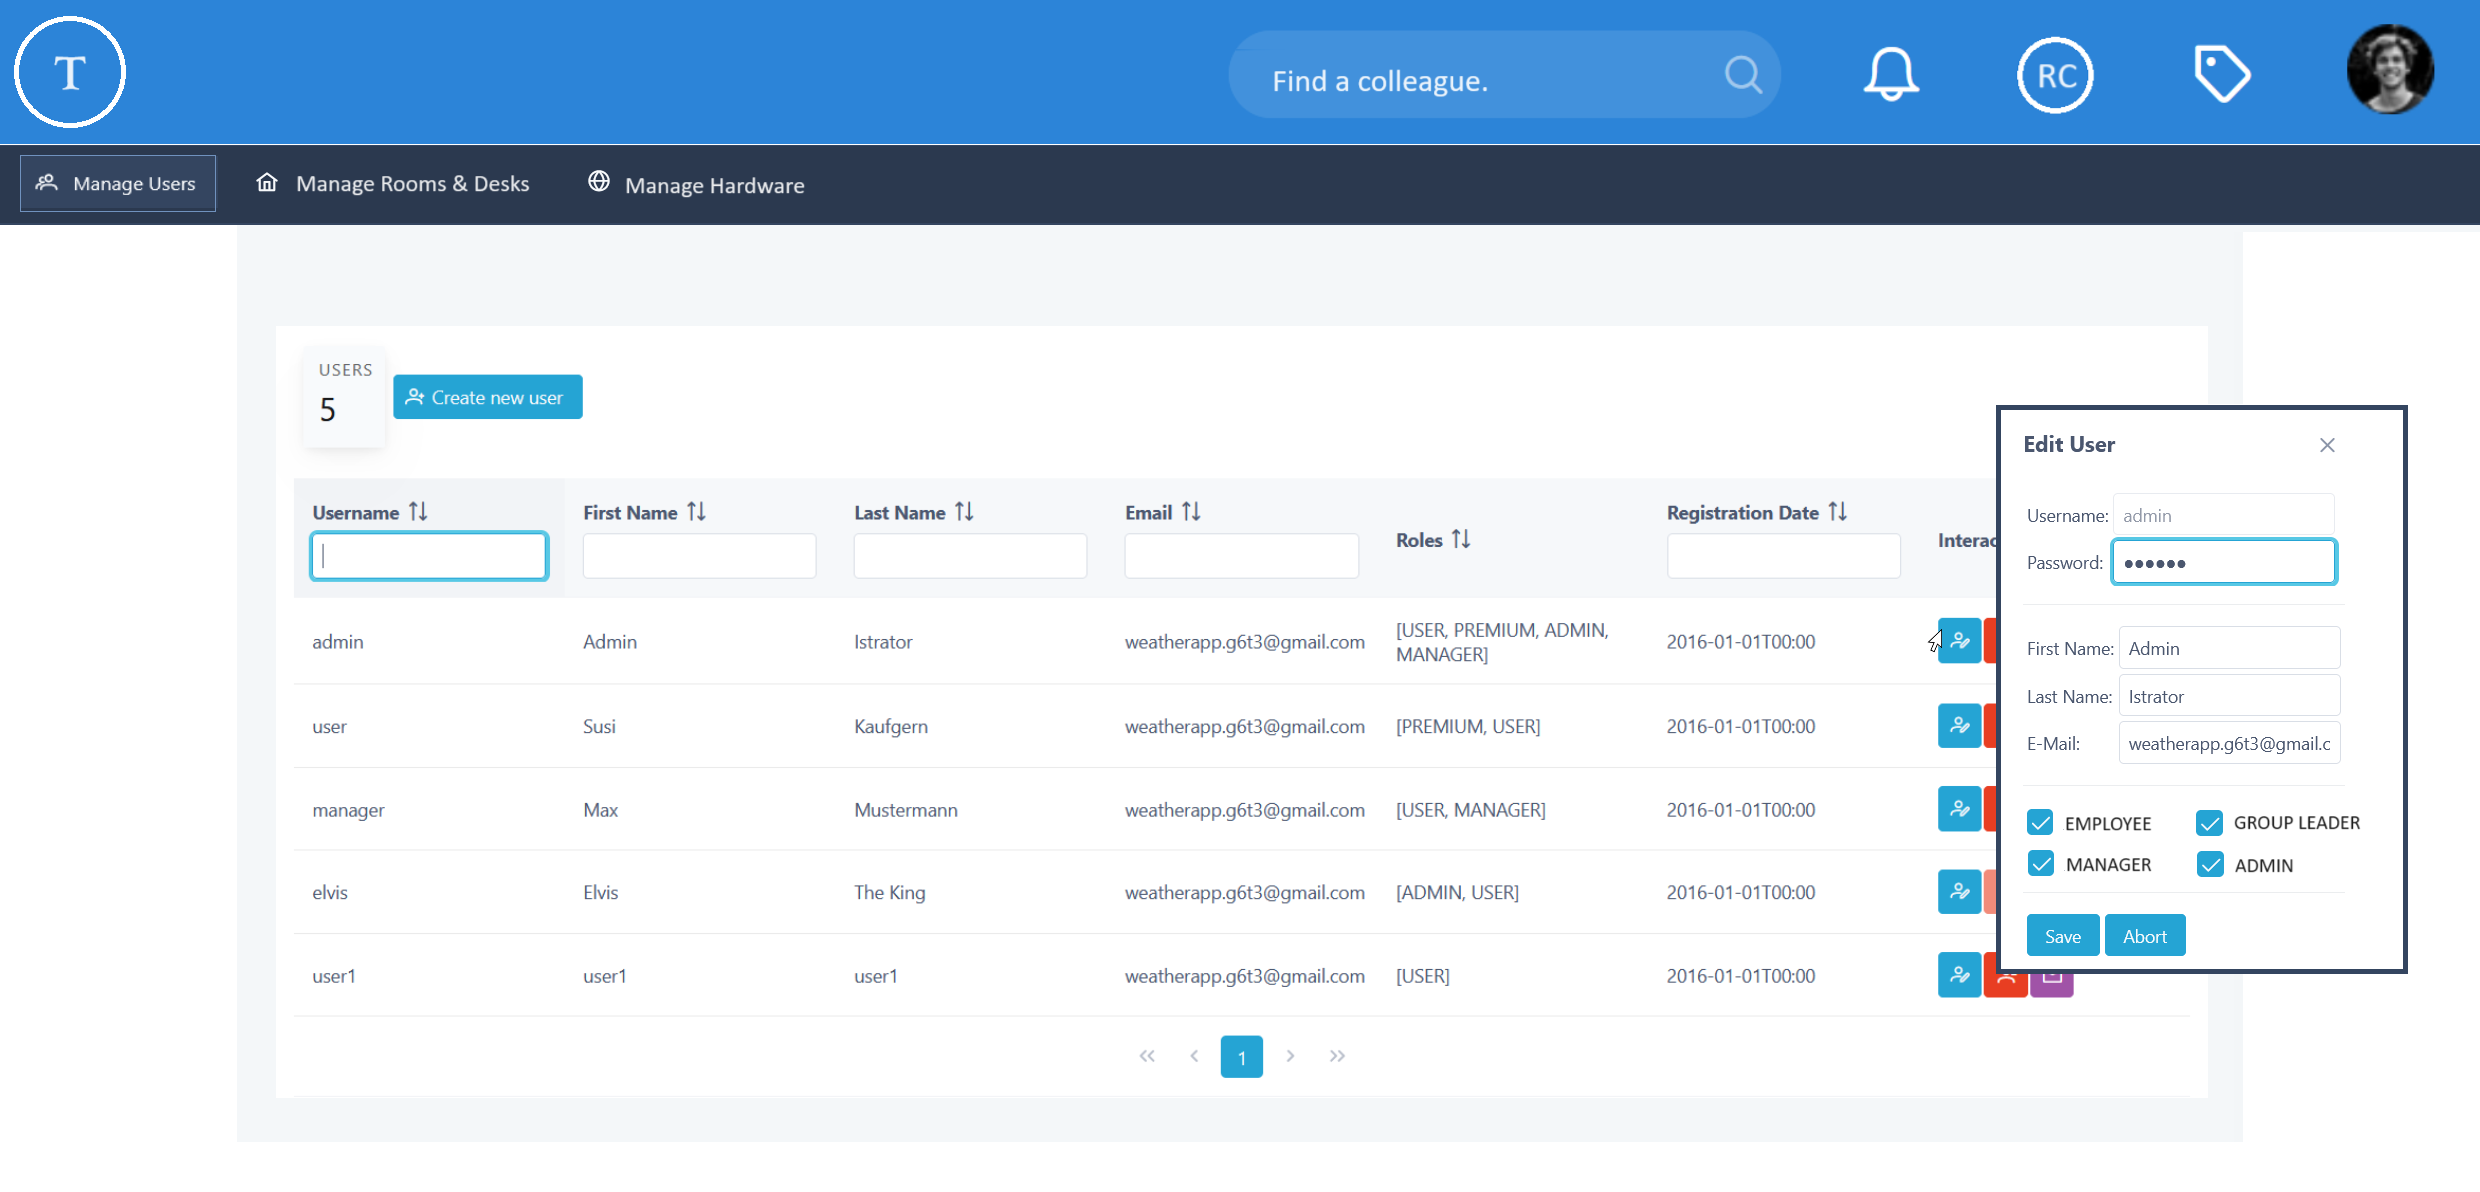 T
Find a colleague.
RC
Manage Users
Manage Rooms & Desks
Manage Hardware
USERS
5
Create new user
Username
First Name
Last Name
Email
Roles
Registration Date
Interac
admin
Admin
Istrator
weatherapp.g6t3@gmail.com
[USER, PREMIUM, ADMIN,
MANAGER]
2016-01-01T00:00
user
Susi
Kaufgern
weatherapp.g6t3@gmail.com
[PREMIUM, USER]
2016-01-01T00:00
manager
Max
Mustermann
weatherapp.g6t3@gmail.com
[USER, MANAGER]
2016-01-01T00:00
elvis
Elvis
The King
weatherapp.g6t3@gmail.com
[ADMIN, USER]
2016-01-01T00:00
user1
user1
user1
weatherapp.g6t3@gmail.com
[USER]
2016-01-01T00:00
1
Edit User
Username: admin
Password: ●●●●●●
First Name: Admin
Last Name: Istrator
E-Mail: weatherapp.g6t3@gmail.c
EMPLOYEE
GROUP LEADER
MANAGER
ADMIN
Save
Abort